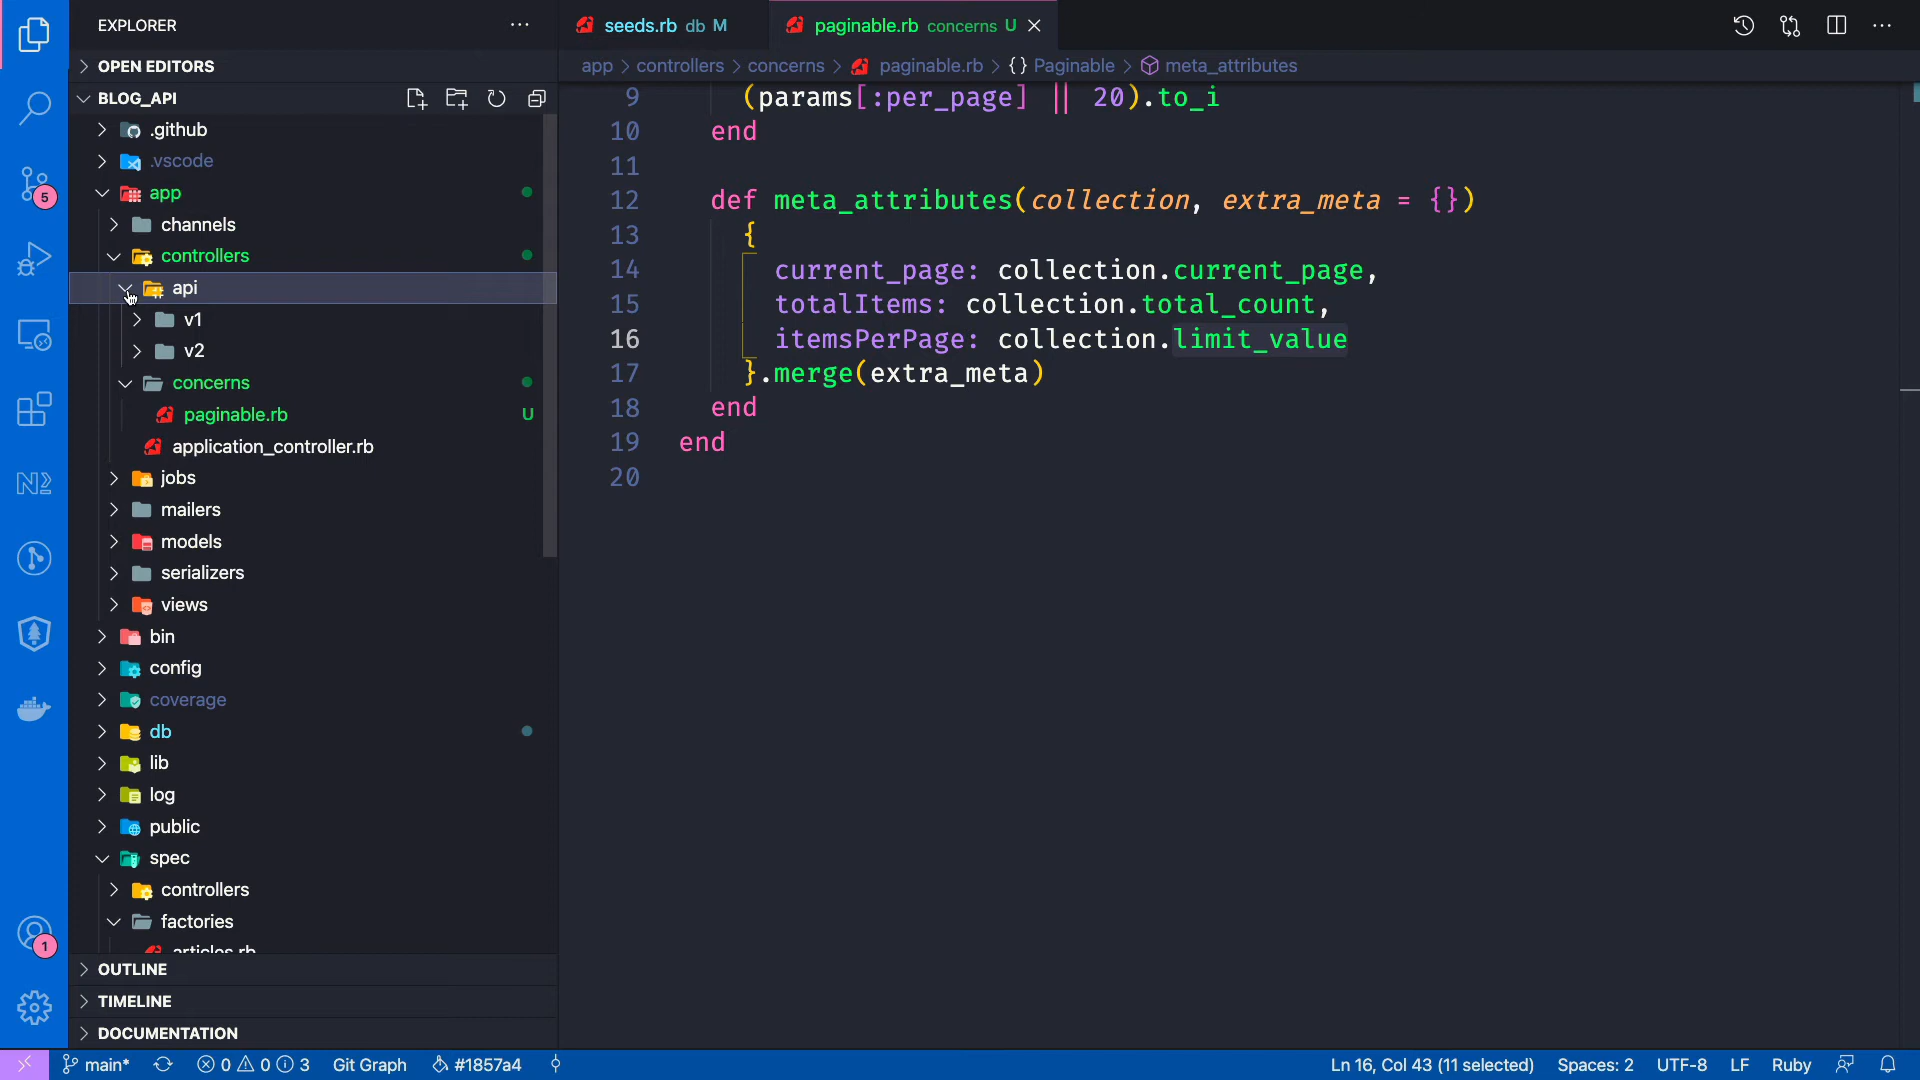 EXPLORER
seeds.rb db M
paginable.rb concerns U
OPEN EDITORS
app > controllers > concerns > paginable.rb > {} Paginable > meta_attributes
BLOG_API
.github
.vscode
app
channels
controllers
api
v1
v2
concerns
paginable.rb U
application_controller.rb
jobs
mailers
models
serializers
views
bin
config
coverage
db
lib
log
public
spec
controllers
factories
articles.rb
OUTLINE
TIMELINE
DOCUMENTATION
9 (params[:per_page] || 20).to_i
10 end
11
12 def meta_attributes(collection, extra_meta = {})
13 {
14 current_page: collection.current_page,
15 totalItems: collection.total_count,
16 itemsPerPage: collection.limit_value
17 }.merge(extra_meta)
18 end
19 end
20
5
N
1
main* 0 0 3 Git Graph #1857a4 Ln 16, Col 43 (11 selected) Spaces: 2 UTF-8 LF Ruby